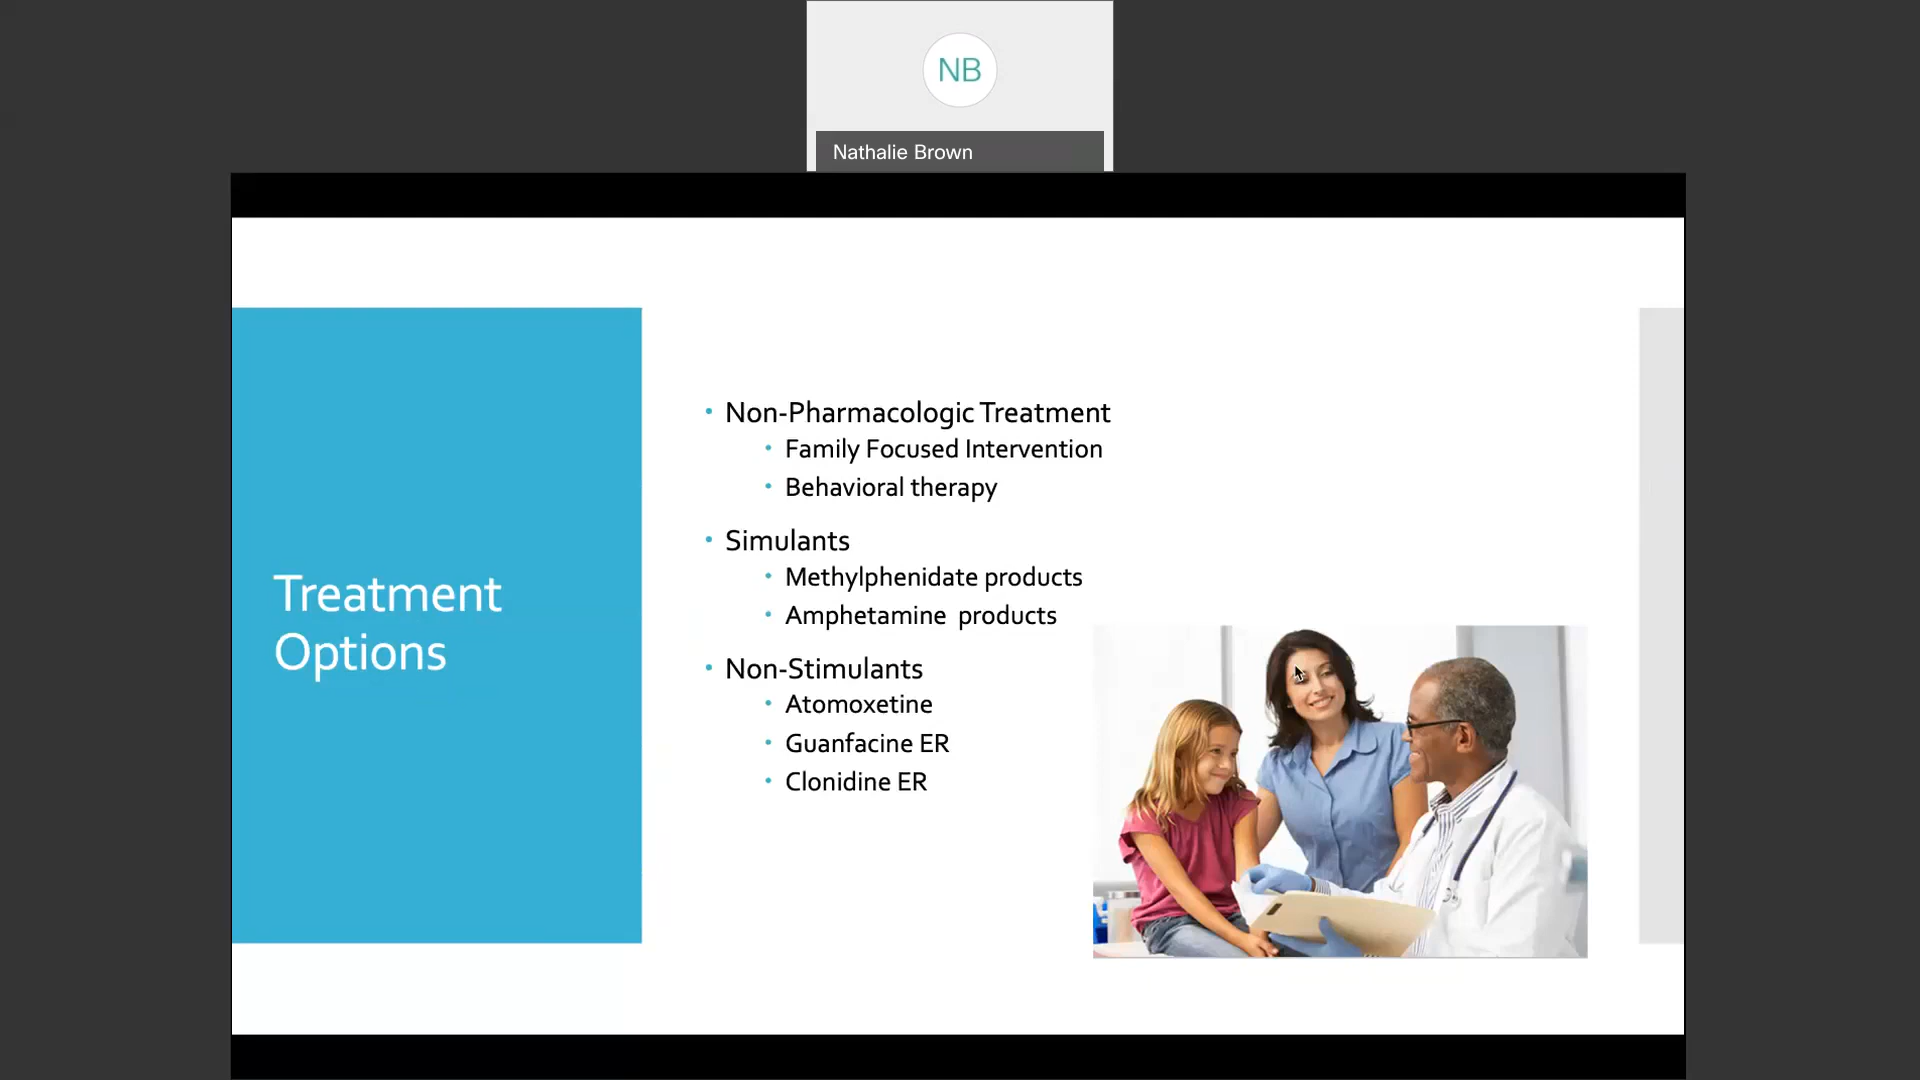 NB
Nathalie Brown
Treatment
Options
• Non-Pharmacologic Treatment
• Family Focused Intervention
• Behavioral therapy
• Simulants
• Methylphenidate products
• Amphetamine  products
• Non-Stimulants
• Atomoxetine
• Guanfacine ER
• Clonidine ER